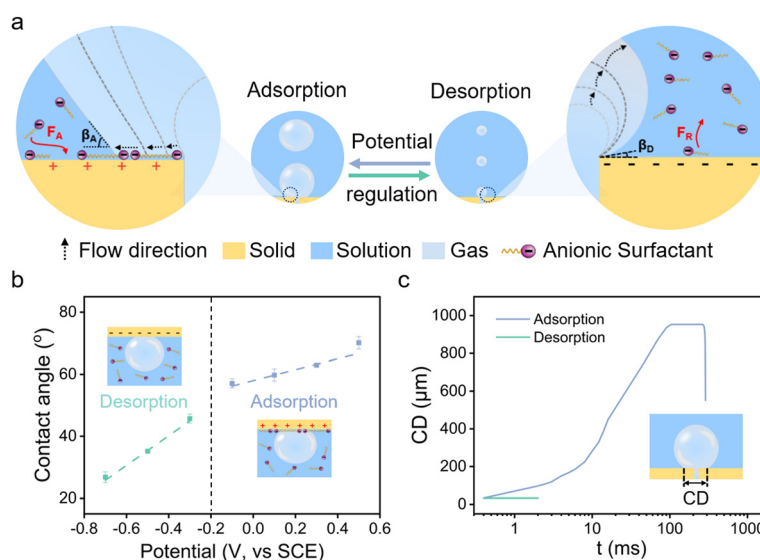 a
Adsorption
Desorption
Potential
regulation
F_A
β_A
F_R
β_D
+ + + +
- - - - - - - -
Flow direction
Solid
Solution
Gas
Anionic Surfactant
b
Contact angle (º)
80
60
40
20
Desorption
Adsorption
-0.8 -0.6 -0.4 -0.2 0.0 0.2 0.4 0.6
Potential (V, vs SCE)
c
CD (μm)
1000
800
600
400
200
0
Adsorption
Desorption
CD
1 10 100 1000
t (ms)